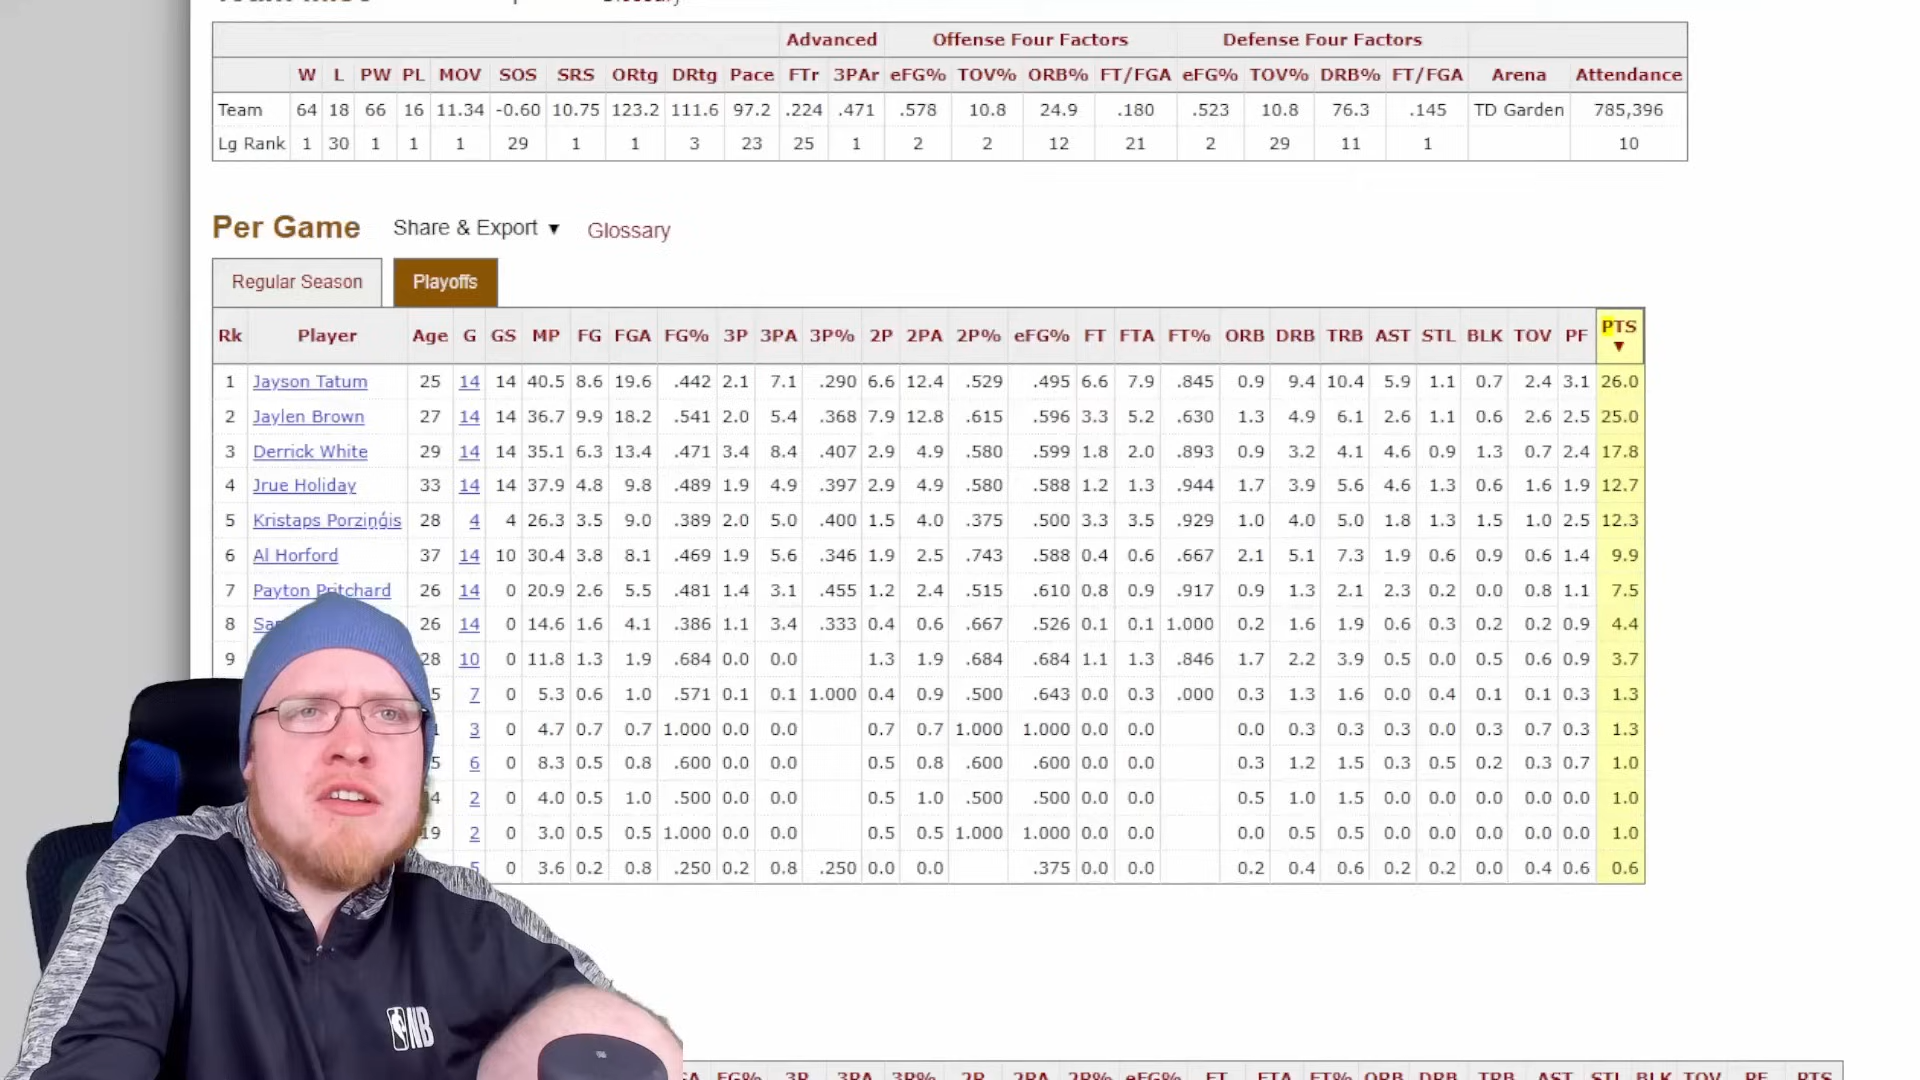 Glossary
Advanced Offense Four Factors Defense Four Factors
W L PW PL MOV SOS SRS ORtg DRtg Pace FTr 3PAr eFG% TOV% ORB% FT/FGA eFG% TOV% DRB% FT/FGA Arena Attendance
Team 64 18 66 16 11.34 -0.60 10.75 123.2 111.6 97.2 .224 .471 .578 10.8 24.9 .180 .523 10.8 76.3 .145 TD Garden 785,396
Lg Rank 1 30 1 1 1 29 1 1 3 23 25 1 2 2 12 21 2 29 11 1 10
Per Game Share & Export ▼ Glossary
Regular Season Playoffs
Rk Player Age G GS MP FG FGA FG% 3P 3PA 3P% 2P 2PA 2P% eFG% FT FTA FT% ORB DRB TRB AST STL BLK TOV PF PTS ▼
1 Jayson Tatum 25 14 14 40.5 8.6 19.6 .442 2.1 7.1 .290 6.6 12.4 .529 .495 6.6 7.9 .845 0.9 9.4 10.4 5.9 1.1 0.7 2.4 3.1 26.0
2 Jaylen Brown 27 14 14 36.7 9.9 18.2 .541 2.0 5.4 .368 7.9 12.8 .615 .596 3.3 5.2 .630 1.3 4.9 6.1 2.6 1.1 0.6 2.6 2.5 25.0
3 Derrick White 29 14 14 35.1 6.3 13.4 .471 3.4 8.4 .407 2.9 4.9 .580 .599 1.8 2.0 .893 0.9 3.2 4.1 4.6 0.9 1.3 0.7 2.4 17.8
4 Jrue Holiday 33 14 14 37.9 4.8 9.8 .489 1.9 4.9 .397 2.9 4.9 .580 .588 1.2 1.3 .944 1.7 3.9 5.6 4.6 1.3 0.6 1.6 1.9 12.7
5 Kristaps Porziņģis 28 4 4 26.3 3.5 9.0 .389 2.0 5.0 .400 1.5 4.0 .375 .500 3.3 3.5 .929 1.0 4.0 5.0 1.8 1.3 1.5 1.0 2.5 12.3
6 Al Horford 37 14 10 30.4 3.8 8.1 .469 1.9 5.6 .346 1.9 2.5 .743 .588 0.4 0.6 .667 2.1 5.1 7.3 1.9 0.6 0.9 0.6 1.4 9.9
7 Payton Pritchard 26 14 0 20.9 2.6 5.5 .481 1.4 3.1 .455 1.2 2.4 .515 .610 0.8 0.9 .917 0.9 1.3 2.1 2.3 0.2 0.0 0.8 1.1 7.5
8 Sa 26 14 0 14.6 1.6 4.1 .386 1.1 3.4 .333 0.4 0.6 .667 .526 0.1 0.1 1.000 0.2 1.6 1.9 0.6 0.3 0.2 0.2 0.9 4.4
9 28 10 0 11.8 1.3 1.9 .684 0.0 0.0 1.3 1.9 .684 .684 1.1 1.3 .846 1.7 2.2 3.9 0.5 0.0 0.5 0.6 0.9 3.7
5 7 0 5.3 0.6 1.0 .571 0.1 0.1 1.000 0.4 0.9 .500 .643 0.0 0.3 .000 0.3 1.3 1.6 0.0 0.4 0.1 0.1 0.3 1.3
3 0 4.7 0.7 0.7 1.000 0.0 0.0 0.7 0.7 1.000 1.000 0.0 0.0 0.0 0.3 0.3 0.3 0.0 0.3 0.7 0.3 1.3
5 6 0 8.3 0.5 0.8 .600 0.0 0.0 0.5 0.8 .600 .600 0.0 0.0 0.3 1.2 1.5 0.3 0.5 0.2 0.3 0.7 1.0
4 2 0 4.0 0.5 1.0 .500 0.0 0.0 0.5 1.0 .500 .500 0.0 0.0 0.5 1.0 1.5 0.0 0.0 0.0 0.0 0.0 1.0
19 2 0 3.0 0.5 0.5 1.000 0.0 0.0 0.5 0.5 1.000 1.000 0.0 0.0 0.0 0.5 0.5 0.0 0.0 0.0 0.0 0.0 1.0
5 0 3.6 0.2 0.8 .250 0.2 0.8 .250 0.0 0.0 .375 0.0 0.0 0.2 0.4 0.6 0.2 0.2 0.0 0.4 0.6 0.6
NB
FG% 3P 3PA 3P% 2P 2PA 2P% eFG% FT FTA FT% ORB DRB TRB AST STL BLK TOV PF PTS